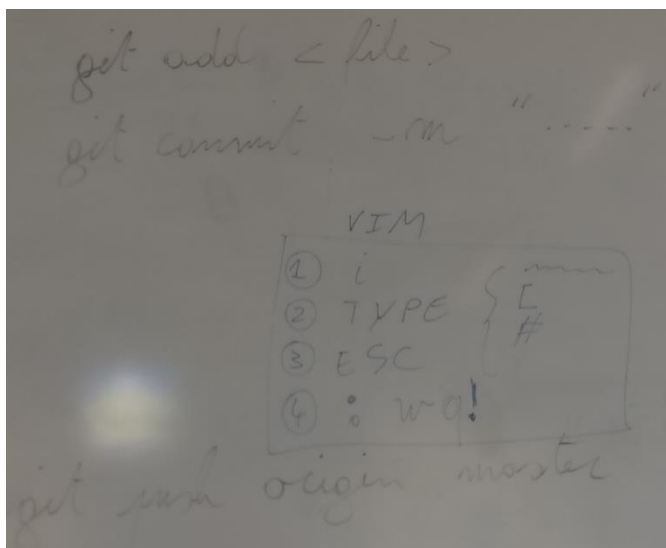 git add <file>
git commit -m "....."
VIM
① i
② TYPE { [ #
③ ESC
④ : wq!
git push origin master